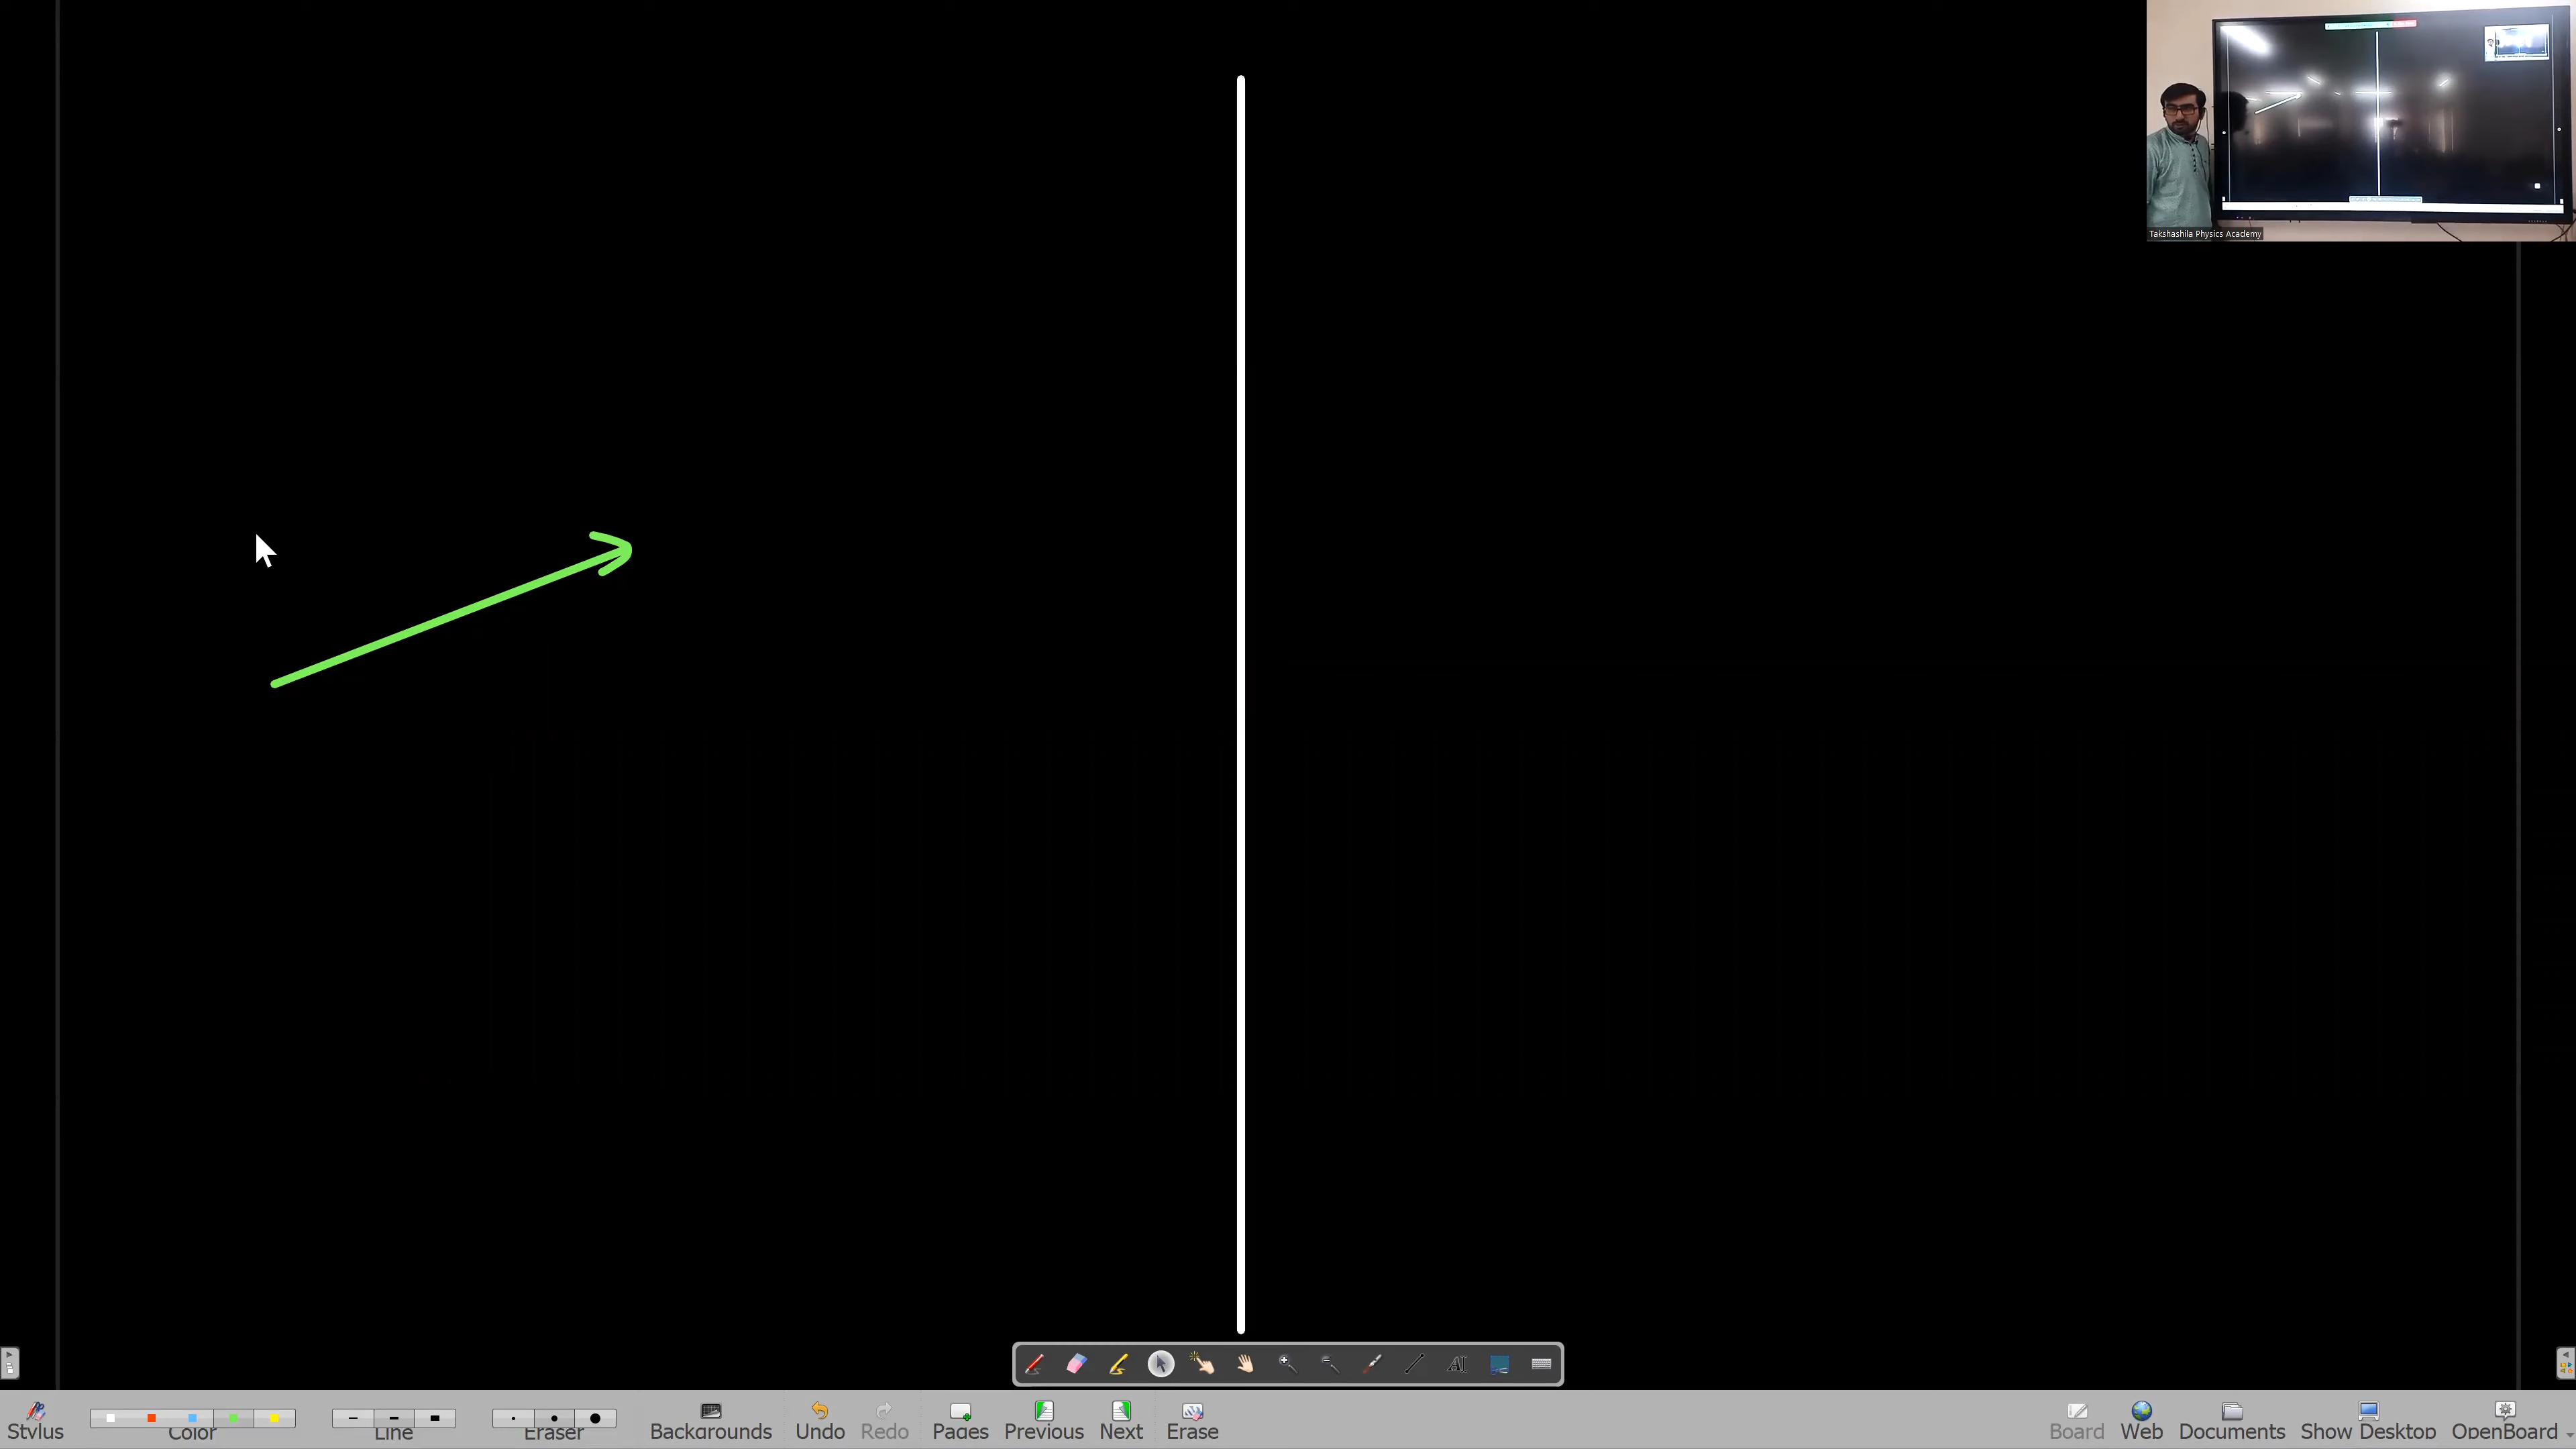 Takshashila Physics Academy
AI
Stylus
Color
Line
Eraser
Backgrounds
Undo
Redo
Pages
Previous
Next
Erase
Board
Web
Documents
Show Desktop
OpenBoard